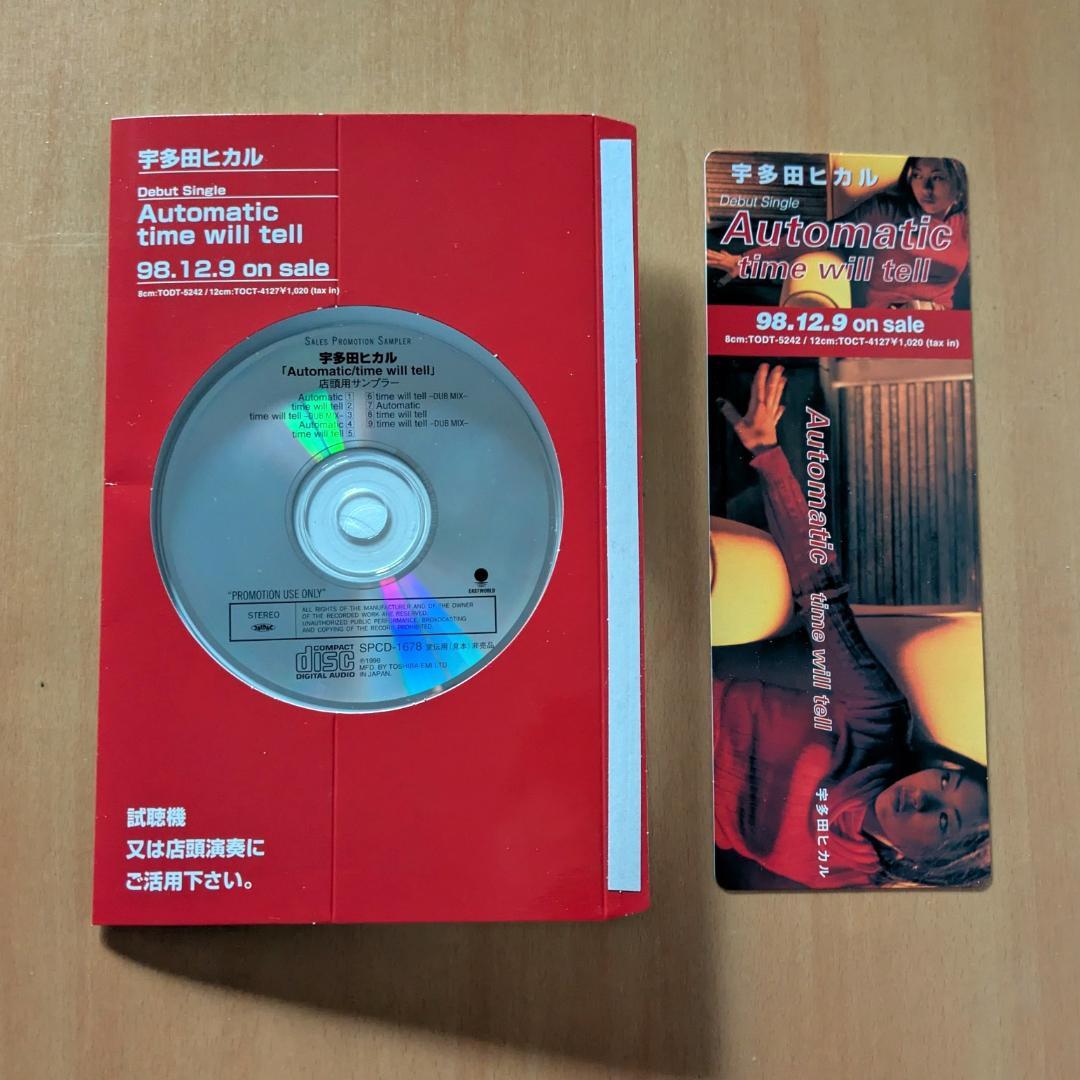 宇多田ヒカル
Debut Single
Automatic
time will tell
98.12.9 on sale
8cm:TODT-5242 / 12cm:TOCT-4127¥1,020 (tax in)
SALES PROMOTION SAMPLER
宇多田ヒカル
「Automatic/time will tell」
店頭用サンプラー
Automatic 1
time will tell 2
time will tell -DUB MIX- 3
Automatic 4
time will tell 5
6 time will tell -DUB MIX-
7 Automatic
8 time will tell
9 time will tell -DUB MIX-
"PROMOTION USE ONLY"
EASTWORLD
STEREO
ALL RIGHTS OF THE MANUFACTURER AND OF THE OWNER
OF THE RECORDED WORK ARE RESERVED.
UNAUTHORIZED PUBLIC PERFORMANCE, BROADCASTING
AND COPYING OF THE RECORD PROHIBITED.
COMPACT
disc
DIGITAL AUDIO
SPCD-1678 宣伝用(見本)非売品
℗1998
MFD. BY TOSHIBA-EMI LTD
IN JAPAN.
試聴機
又は店頭演奏に
ご活用下さい。
宇多田ヒカル
Debut Single
Automatic
time will tell
98.12.9 on sale
8cm:TODT-5242 / 12cm:TOCT-4127¥1,020 (tax in)
Automatic time will tell
宇多田ヒカル